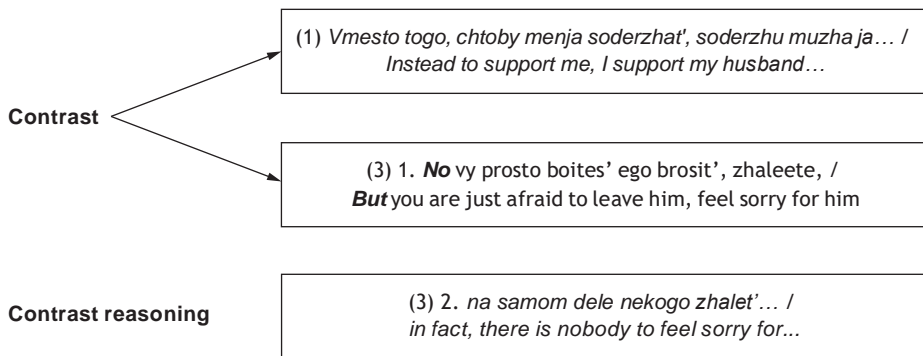 (1) Vmesto togo, chtoby menja soderzhat', soderzhu muzha ja… /
Instead to support me, I support my husband…
Contrast
(3) 1. No vy prosto boites’ ego brosit’, zhaleete, /
But you are just afraid to leave him, feel sorry for him
Contrast reasoning
(3) 2. na samom dele nekogo zhalet’… /
in fact, there is nobody to feel sorry for...